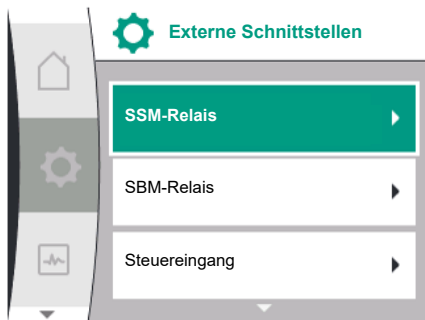 Externe Schnittstellen
SSM-Relais
SBM-Relais
Steuereingang